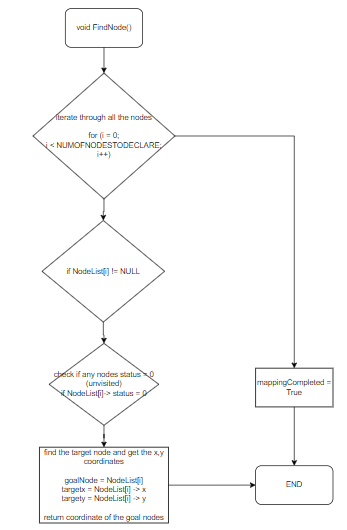 void FindNode()
iterate through all the nodes
for (i = 0;
i < NUMOFNODESTODECLARE;
i++)
if NodeList[i] != NULL
check if any nodes status = 0
(unvisited)
if NodeList[i]-> status = 0
find the target node and get the x,y
coordinates
goalNode = NodeList[i]
targetx = NodeList[i] -> x
targety = NodeList[i] -> y
return coordinate of the goal nodes
mappingCompleted =
True
END